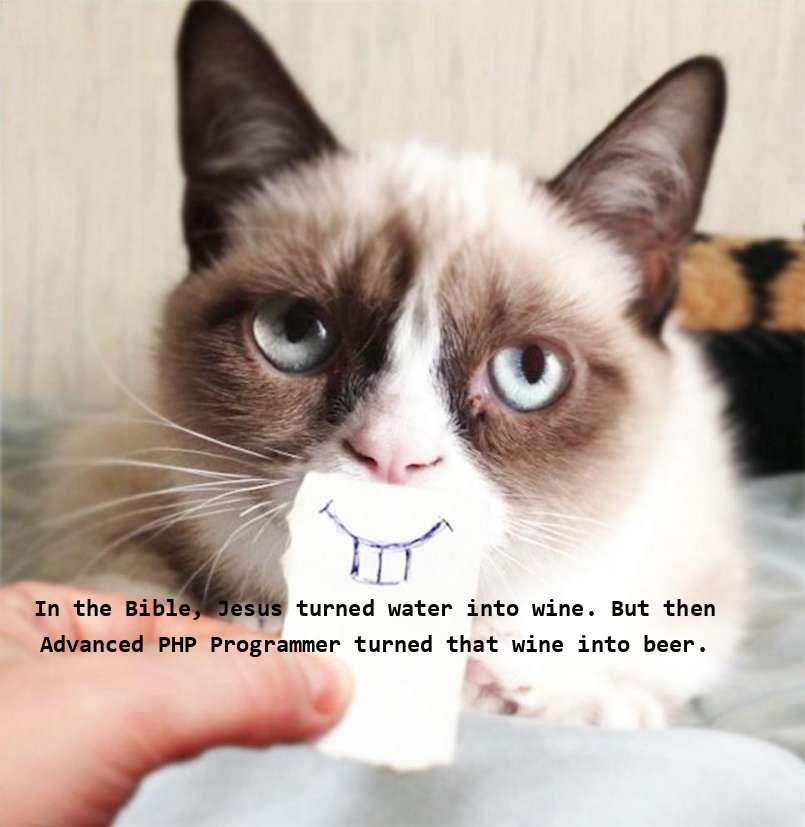 In the Bible, Jesus turned water into wine. But then
Advanced PHP Programmer turned that wine into beer.